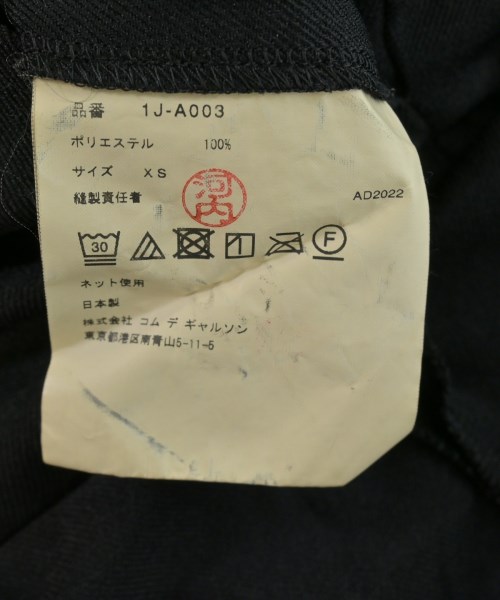 品番 1J-A003
ポリエステル 100%
サイズ XS
縫製責任者 河内
AD2022
30 F
ネット使用
日本製
株式会社 コム デ ギャルソン
東京都港区南青山5-11-5